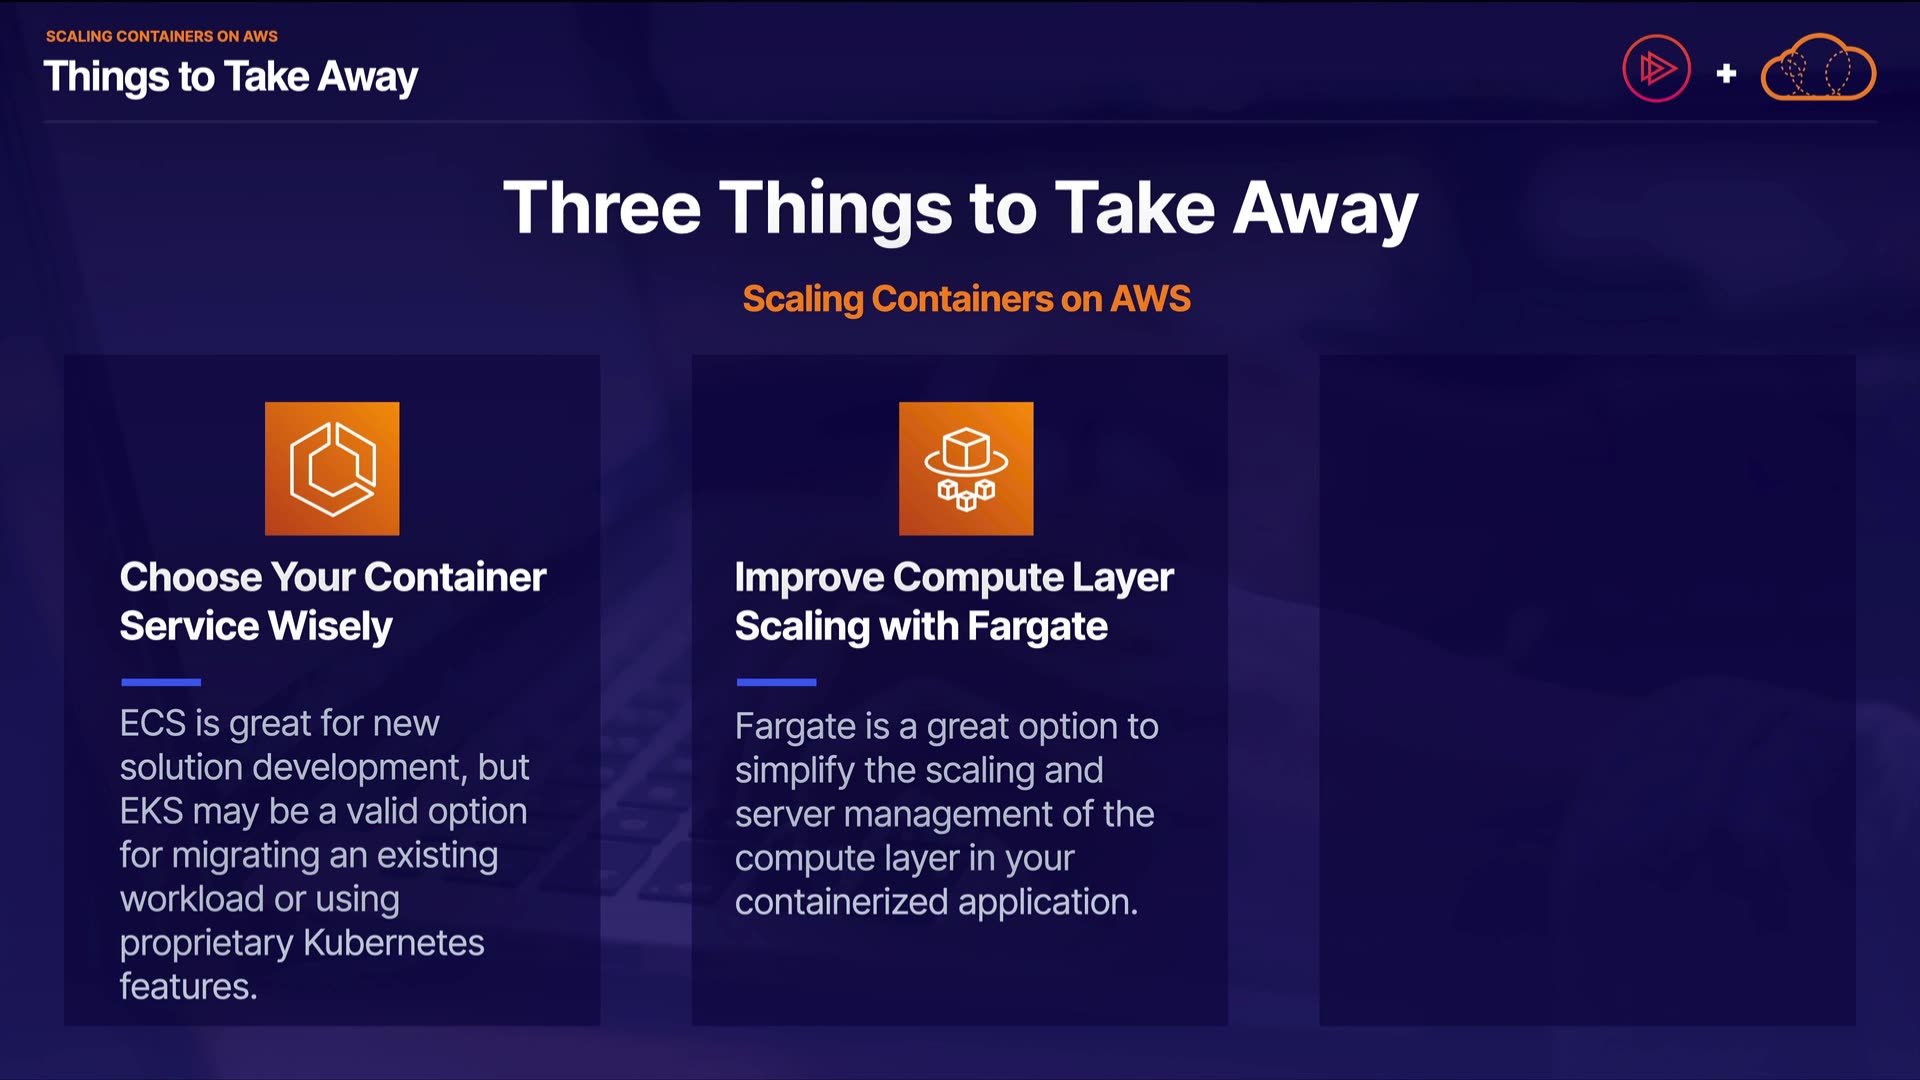 SCALING CONTAINERS ON AWS
Things to Take Away
+
Three Things to Take Away
Scaling Containers on AWS
Choose Your Container
Service Wisely
ECS is great for new
solution development, but
EKS may be a valid option
for migrating an existing
workload or using
proprietary Kubernetes
features.
Improve Compute Layer
Scaling with Fargate
Fargate is a great option to
simplify the scaling and
server management of the
compute layer in your
containerized application.